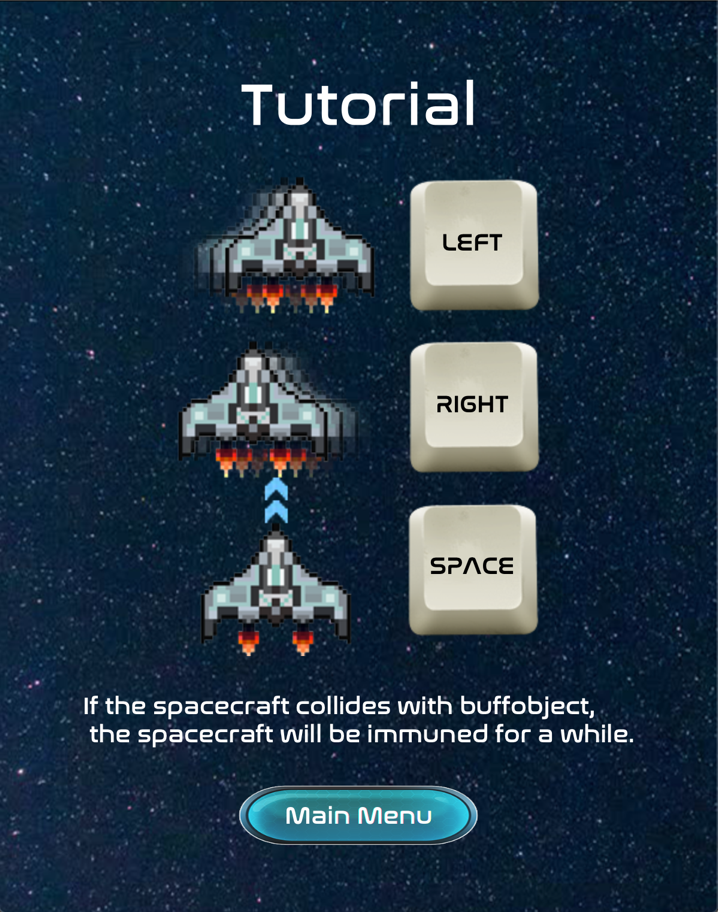 Tutorial
LEFT
RIGHT
SPACE
If the spacecraft collides with buffobject,
the spacecraft will be immuned for a while.
Main Menu